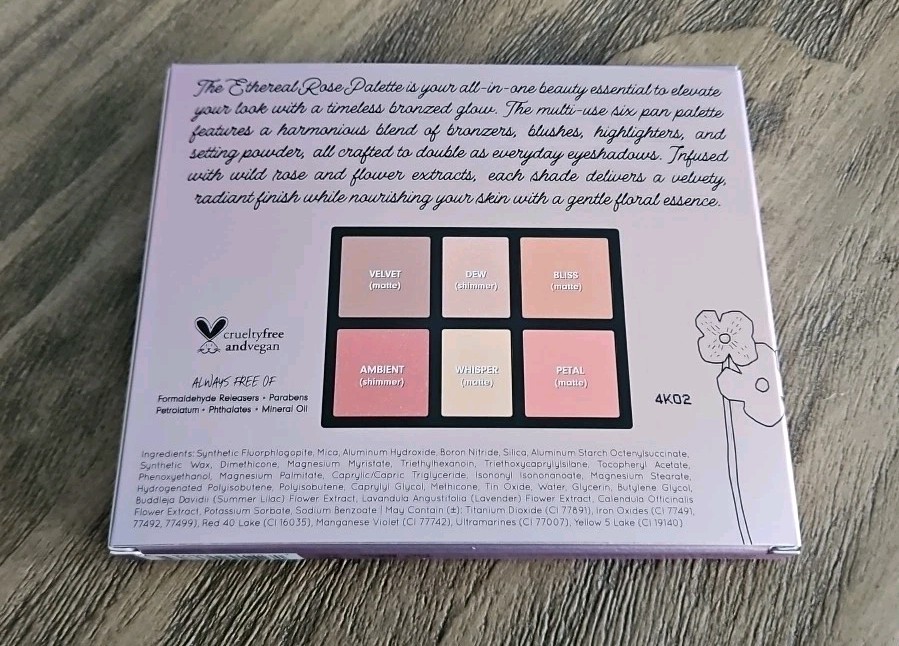 The Ethereal Rose Palette is your all-in-one beauty essential to elevate
your look with a timeless bronzed glow. The multi-use six pan palette
features a harmonious blend of bronzers, blushes, highlighters, and
setting powder, all crafted to double as everyday eyeshadows. Infused
with wild rose and flower extracts, each shade delivers a velvety,
radiant finish while nourishing your skin with a gentle floral essence.
VELVET
(matte)
DEW
(shimmer)
BLISS
(matte)
AMBIENT
(shimmer)
WHISPER
(matte)
PETAL
(matte)
crueltyfree
andvegan
ALWAYS FREE OF
Formaldehyde Releasers • Parabens
Petrolatum • Phthalates • Mineral Oil
4K02
Ingredients: Synthetic Fluorphlogopite, Mica, Aluminum Hydroxide, Boron Nitride, Silica, Aluminum Starch Octenylsuccinate,
Synthetic Wax, Dimethicone, Magnesium Myristate, Triethylhexanoin, Triethoxycaprylylsilane, Tocopheryl Acetate,
Phenoxyethanol, Magnesium Palmitate, Caprylic/Capric Triglyceride, Isononyl Isononanoate, Magnesium Stearate,
Hydrogenated Polyisobutene, Polyisobutene, Caprylyl Glycol, Methicone, Tin Oxide, Water, Glycerin, Butylene Glycol,
Buddleja Davidii (Summer Lilac) Flower Extract, Lavandula Angustifolia (Lavender) Flower Extract, Calendula Officinalis
Flower Extract, Potassium Sorbate, Sodium Benzoate | May Contain (±): Titanium Dioxide (CI 77891), Iron Oxides (CI 77491,
77492, 77499), Red 40 Lake (CI 16035), Manganese Violet (CI 77742), Ultramarines (CI 77007), Yellow 5 Lake (CI 19140)